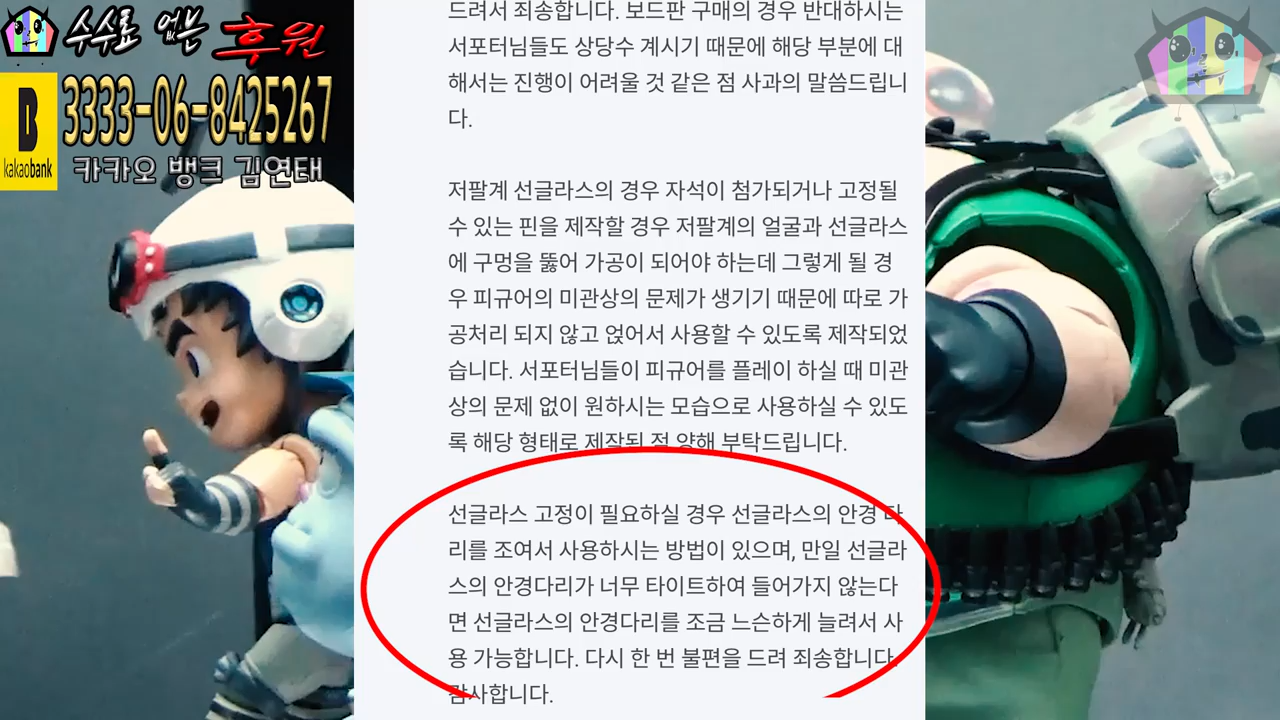 수수료 없는 후원
B
kakaobank
3333-06-8425267
카카오 뱅크 김연태
드려서 죄송합니다. 보드판 구매의 경우 반대하시는
서포터님들도 상당수 계시기 때문에 해당 부분에 대
해서는 진행이 어려울 것 같은 점 사과의 말씀드립니
다.
저팔계 선글라스의 경우 자석이 첨가되거나 고정될
수 있는 핀을 제작할 경우 저팔계의 얼굴과 선글라스
에 구멍을 뚫어 가공이 되어야 하는데 그렇게 될 경
우 피규어의 미관상의 문제가 생기기 때문에 따로 가
공처리 되지 않고 얹어서 사용할 수 있도록 제작되었
습니다. 서포터님들이 피규어를 플레이 하실 때 미관
상의 문제 없이 원하시는 모습으로 사용하실 수 있도
록 해당 형태로 제작된 점 양해 부탁드립니다.
선글라스 고정이 필요하실 경우 선글라스의 안경 다
리를 조여서 사용하시는 방법이 있으며, 만일 선글라
스의 안경다리가 너무 타이트하여 들어가지 않는다
면 선글라스의 안경다리를 조금 느슨하게 늘려서 사
용 가능합니다. 다시 한 번 불편을 드려 죄송합니다.
감사합니다.